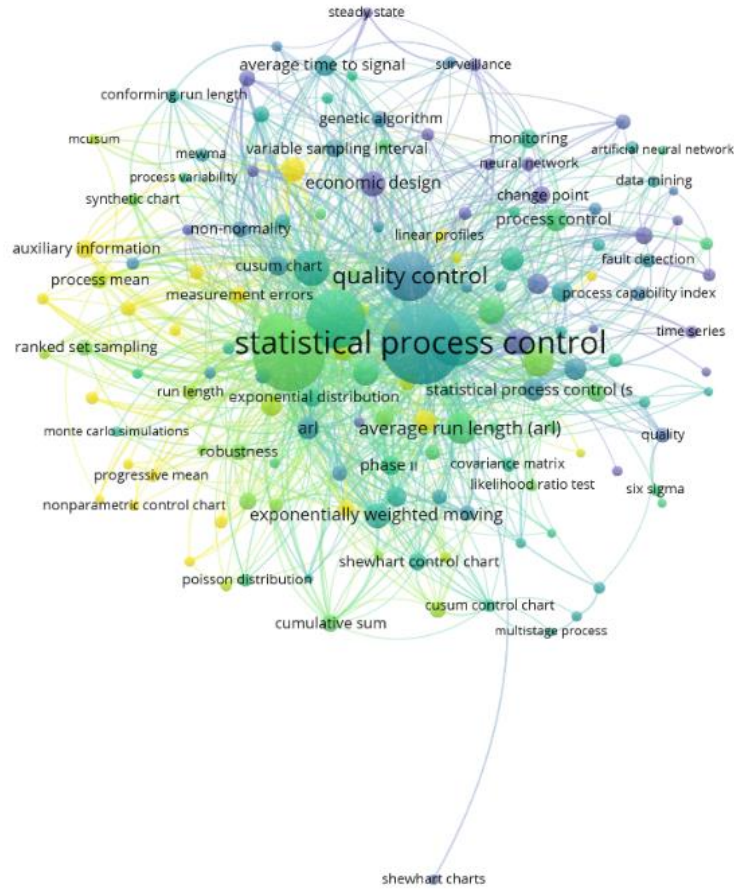 steady-state
average time to signal
surveillance
conforming run length
genetic algorithm
mcusum
variable sampling interval
monitoring
artificial neural network
mewma
neural network
process variability
economic design
data mining
synthetic chart
change point
process control
non-normality
linear profiles
auxiliary information
cusum chart
fault detection
process mean
quality control
measurement errors
process capability index
statistical process control
time series
ranked set sampling
run length
exponential distribution
statistical process control (s
monte carlo simulations
arl
average run length (arl)
quality
robustness
phase ii
covariance matrix
progressive mean
likelihood ratio test
six sigma
nonparametric control chart
exponentially weighted moving
shewhart control chart
poisson distribution
cusum control chart
cumulative sum
multistage process
shewhart charts